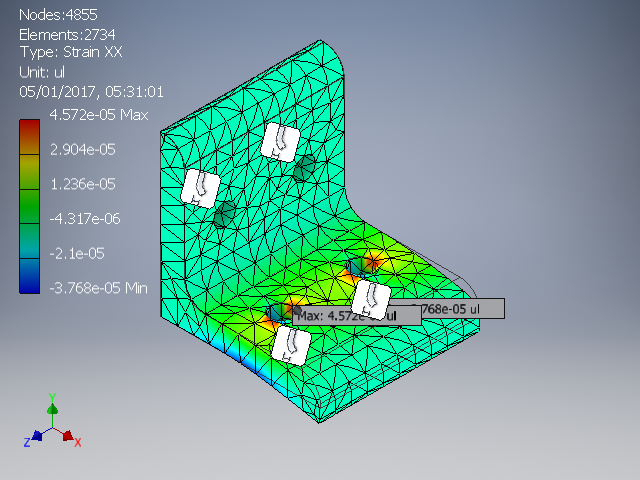 Nodes:4855
Elements:2734
Type: Strain XX
Unit: ul
05/01/2017, 05:31:01
4.572e-05 Max
2.904e-05
1.236e-05
-4.317e-06
-2.1e-05
-3.768e-05 Min
768e-05 ul
Max: 4.572e ul
Y
Z
X